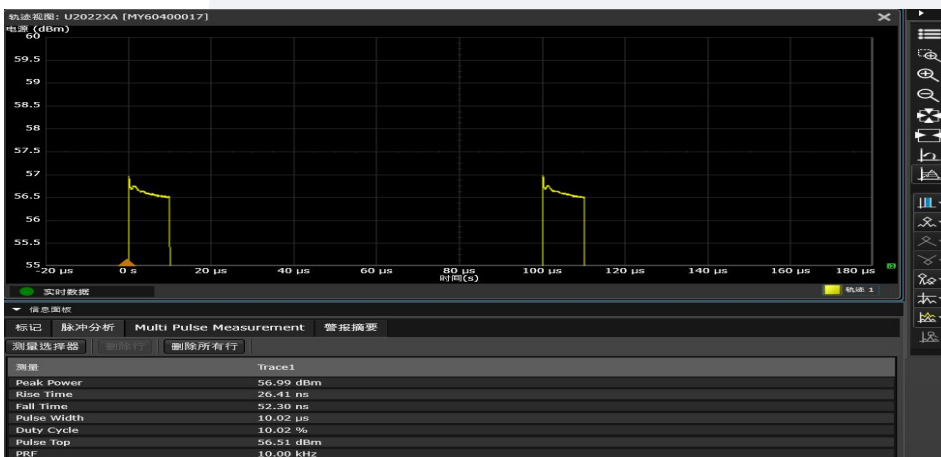 轨迹视图: U2022XA [MY60400017]
电源 (dBm)
60
59.5
59
58.5
58
57.5
57
56.5
56
55.5
55
-20 µs 0 s 20 µs 40 µs 60 µs 80 µs 100 µs 120 µs 140 µs 160 µs 180 µs
时间(s)
实时数据 轨迹 1
信息面板
标记 脉冲分析 Multi Pulse Measurement 警报摘要
测量选择器 删除行 删除所有行
测量 Trace1
Peak Power 56.99 dBm
Rise Time 26.41 ns
Fall Time 52.30 ns
Pulse Width 10.02 µs
Duty Cycle 10.02 %
Pulse Top 56.51 dBm
PRF 10.00 kHz